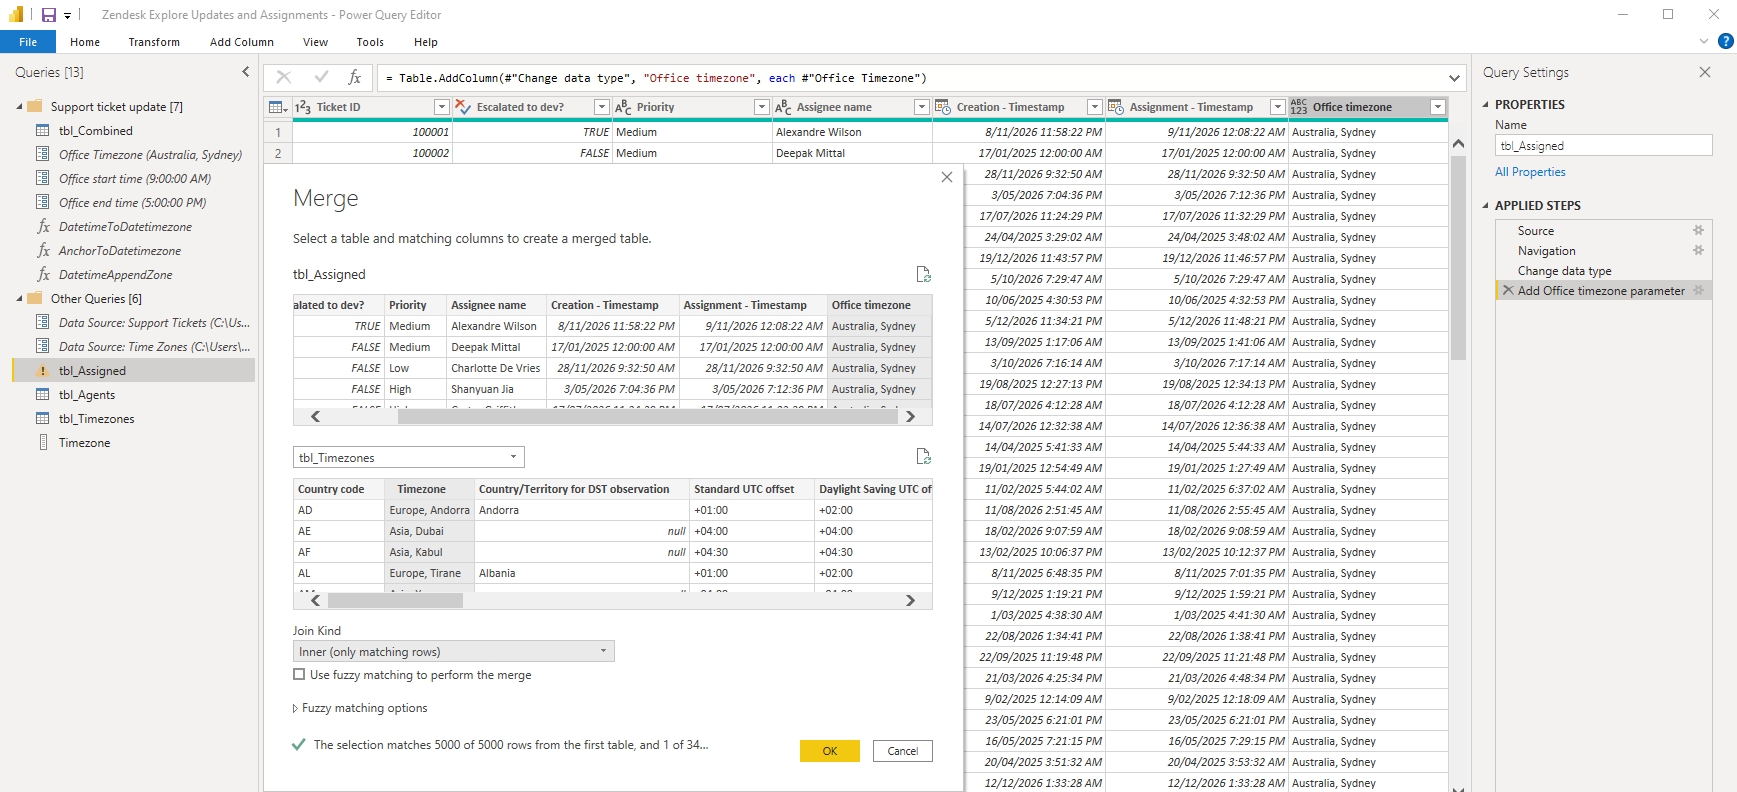 Zendesk Explore Updates and Assignments - Power Query Editor
File Home Transform Add Column View Tools Help
Queries [13]
Support ticket update [7]
tbl_Combined
Office Timezone (Australia, Sydney)
Office start time (9:00:00 AM)
Office end time (5:00:00 PM)
fx DatetimeToDatetimezone
fx AnchorToDatetimezone
fx DatetimeAppendZone
Other Queries [6]
Data Source: Support Tickets (C:\Us...
Data Source: Time Zones (C:\Users\...
tbl_Assigned
tbl_Agents
tbl_Timezones
Timezone
fx = Table.AddColumn(#"Change data type", "Office timezone", each #"Office Timezone")
1²3 Ticket ID Escalated to dev? ABC Priority ABC Assignee name Creation - Timestamp Assignment - Timestamp ABC 123 Office timezone
1 100001 TRUE Medium Alexandre Wilson 8/11/2026 11:58:22 PM 9/11/2026 12:08:22 AM Australia, Sydney
2 100002 FALSE Medium Deepak Mittal 17/01/2025 12:00:00 AM 17/01/2025 12:00:00 AM Australia, Sydney
28/11/2026 9:32:50 AM 28/11/2026 9:32:50 AM Australia, Sydney
3/05/2026 7:04:36 PM 3/05/2026 7:12:36 PM Australia, Sydney
17/07/2026 11:24:29 PM 17/07/2026 11:32:29 PM Australia, Sydney
24/04/2025 3:29:02 AM 24/04/2025 3:48:02 AM Australia, Sydney
19/12/2026 11:43:57 PM 19/12/2026 11:46:57 PM Australia, Sydney
5/10/2026 7:29:47 AM 5/10/2026 7:29:47 AM Australia, Sydney
10/06/2025 4:30:53 PM 10/06/2025 4:32:53 PM Australia, Sydney
5/12/2026 11:34:21 PM 5/12/2026 11:48:21 PM Australia, Sydney
13/09/2025 1:17:06 AM 13/09/2025 1:41:06 AM Australia, Sydney
3/10/2026 7:16:14 AM 3/10/2026 7:17:14 AM Australia, Sydney
19/08/2025 12:27:13 PM 19/08/2025 12:34:13 PM Australia, Sydney
18/07/2025 4:12:28 AM 18/07/2025 4:12:28 AM Australia, Sydney
14/07/2026 12:32:38 AM 14/07/2026 12:36:38 AM Australia, Sydney
14/04/2025 5:41:33 AM 14/04/2025 5:44:33 AM Australia, Sydney
19/01/2026 12:54:49 AM 19/01/2026 1:27:49 AM Australia, Sydney
11/02/2025 5:44:02 AM 11/02/2025 6:37:02 AM Australia, Sydney
11/08/2026 2:51:45 AM 11/08/2026 2:55:45 AM Australia, Sydney
18/02/2026 9:07:59 AM 18/02/2026 9:08:59 AM Australia, Sydney
13/02/2025 10:06:37 PM 13/02/2025 10:12:37 PM Australia, Sydney
8/11/2025 6:48:35 PM 8/11/2025 7:01:35 PM Australia, Sydney
9/12/2025 1:19:21 PM 9/12/2025 1:59:21 PM Australia, Sydney
1/03/2025 4:38:30 AM 1/03/2025 4:41:30 AM Australia, Sydney
22/08/2026 1:34:41 PM 22/08/2026 1:38:41 PM Australia, Sydney
22/09/2025 11:19:48 PM 22/09/2025 11:21:48 PM Australia, Sydney
21/03/2026 4:25:34 PM 21/03/2026 4:48:34 PM Australia, Sydney
9/02/2025 12:14:09 AM 9/02/2025 12:18:09 AM Australia, Sydney
23/05/2025 6:21:01 PM 23/05/2025 6:21:01 PM Australia, Sydney
16/05/2025 7:21:15 PM 16/05/2025 7:29:15 PM Australia, Sydney
20/04/2025 3:51:32 AM 20/04/2025 3:53:32 AM Australia, Sydney
12/12/2026 1:33:28 AM 12/12/2026 1:33:28 AM Australia, Sydney
Merge
Select a table and matching columns to create a merged table.
tbl_Assigned
alated to dev? Priority Assignee name Creation - Timestamp Assignment - Timestamp Office timezone
TRUE Medium Alexandre Wilson 8/11/2026 11:58:22 PM 9/11/2026 12:08:22 AM Australia, Sydney
FALSE Medium Deepak Mittal 17/01/2025 12:00:00 AM 17/01/2025 12:00:00 AM Australia, Sydney
FALSE Low Charlotte De Vries 28/11/2026 9:32:50 AM 28/11/2026 9:32:50 AM Australia, Sydney
FALSE High Shanyuan Jia 3/05/2026 7:04:36 PM 3/05/2026 7:12:36 PM Australia, Sydney
tbl_Timezones
Country code Timezone Country/Territory for DST observation Standard UTC offset Daylight Saving UTC of
AD Europe, Andorra Andorra +01:00 +02:00
AE Asia, Dubai null +04:00 +04:00
AF Asia, Kabul null +04:30 +04:30
AL Europe, Tirane Albania +01:00 +02:00
Join Kind
Inner (only matching rows)
Use fuzzy matching to perform the merge
Fuzzy matching options
The selection matches 5000 of 5000 rows from the first table, and 1 of 34...
OK Cancel
Query Settings
PROPERTIES
Name
tbl_Assigned
All Properties
APPLIED STEPS
Source
Navigation
Change data type
Add Office timezone parameter